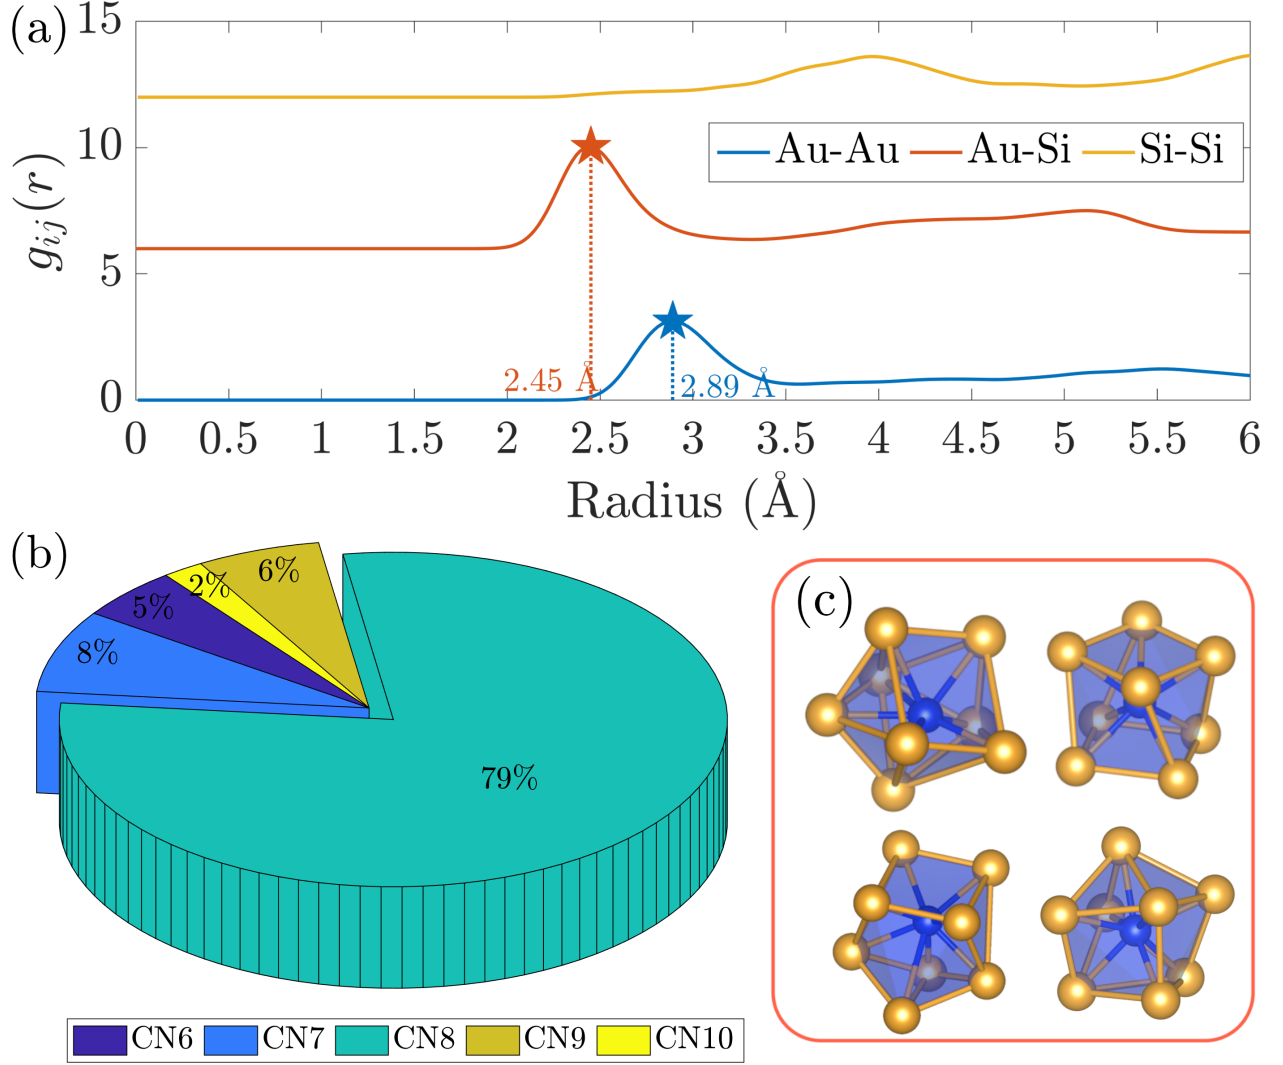 (a)
15
10
5
0
g_{ij}(r)
Au-Au Au-Si Si-Si
2.45 Å
2.89 Å
0 0.5 1 1.5 2 2.5 3 3.5 4 4.5 5 5.5 6
Radius (Å)
(b)
6%
2%
5%
8%
79%
CN6 CN7 CN8 CN9 CN10
(c)